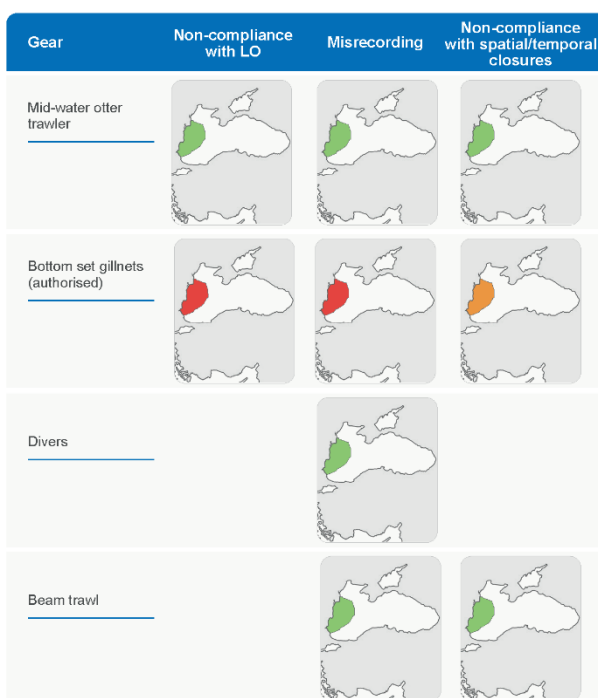 Gear
Non-compliance
with LO
Misrecording
Non-compliance
with spatial/temporal
closures
Mid-water otter
trawler
Bottom set gillnets
(authorised)
Divers
Beam trawl